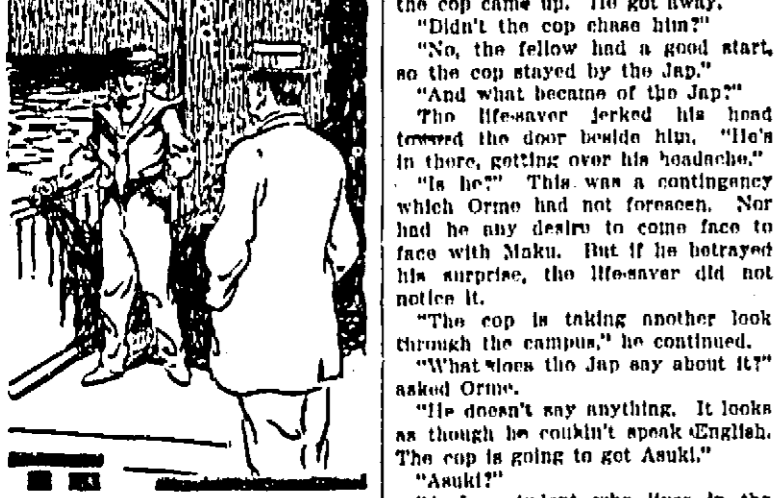 the cop came up. He got away.
"Didn't the cop chase him?"
"No, the fellow had a good start,
so the cop stayed by the Jap."
"And what became of the Jap?"
The life-saver jerked his head
toward the door beside him. "He's
in there, getting over his headache."
"Is he?" This was a contingency
which Orme had not foreseen. Nor
had he any desire to come face to
face with Maku. But if he betrayed
his surprise, the life-saver did not
notice it.
"The cop is taking another look
through the campus," he continued.
"What does the Jap say about it?"
asked Orme.
"He doesn't say anything. It looks
as though he couldn't speak English.
The cop is going to get Asuki."
"Asuki?"
student who lives in the